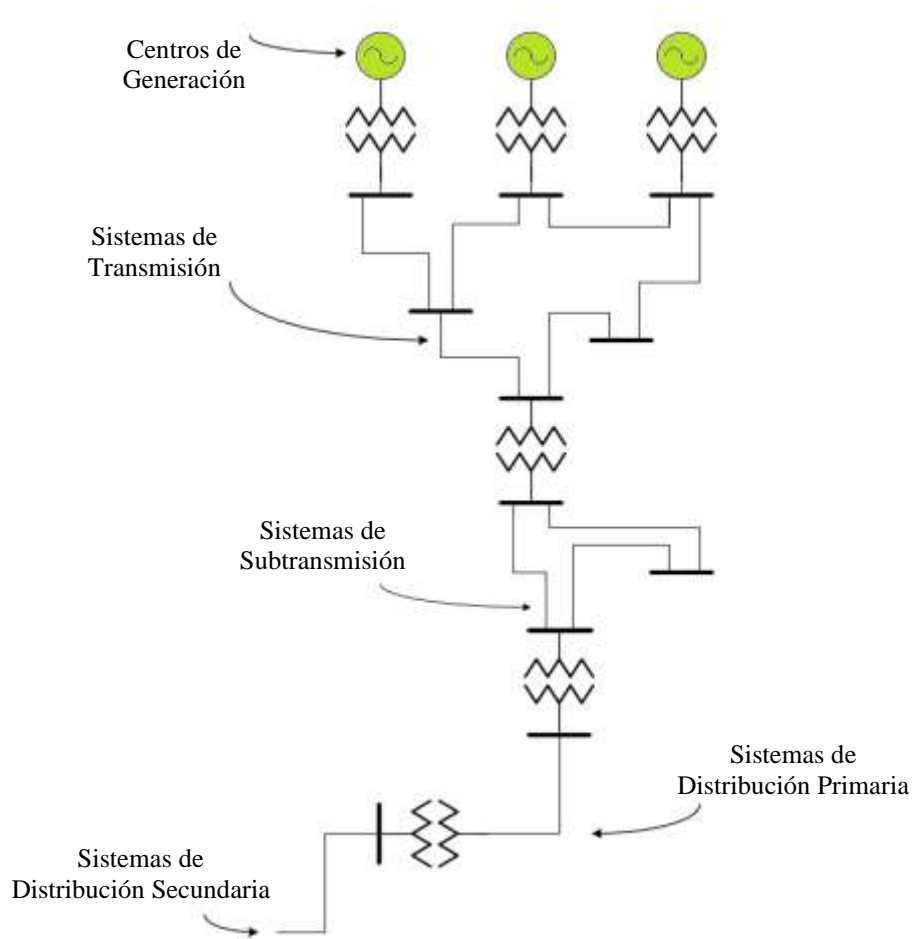 Centros de
Generación
Sistemas de
Transmisión
Sistemas de
Subtransmisión
Sistemas de
Distribución Primaria
Sistemas de
Distribución Secundaria